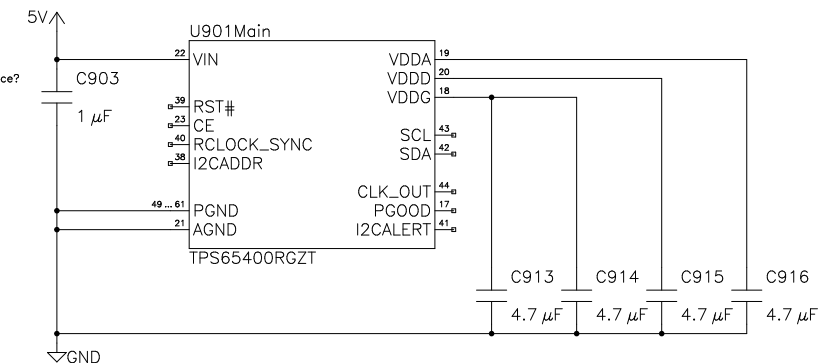 5V
U901Main
22
VIN
VDDA
19
ce?
C903
VDDD
20
1 µF
39
RST#
VDDG
18
23
CE
40
RCLOCK_SYNC
SCL
43
38
I2CADDR
SDA
42
CLK_OUT
44
49...61
PGND
PGOOD
17
21
AGND
I2CALERT
41
TPS65400RGZT
C913
C914
C915
C916
4.7 µF
4.7 µF
4.7 µF
4.7 µF
GND